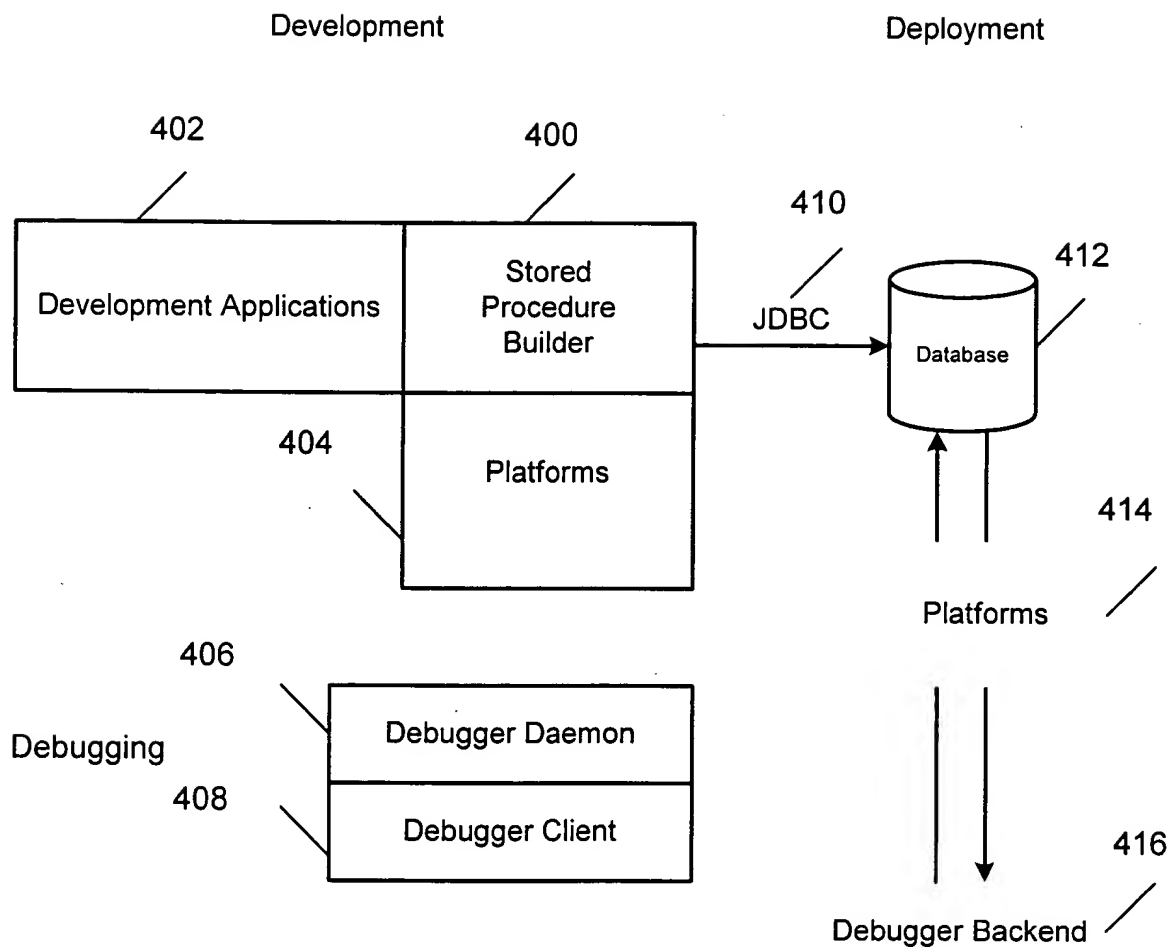 Development
Deployment
402
400
410
412
Development Applications
Stored
Procedure
Builder
JDBC
Database
404
Platforms
414
Platforms
406
Debugger Daemon
Debugging
408
Debugger Client
416
Debugger Backend